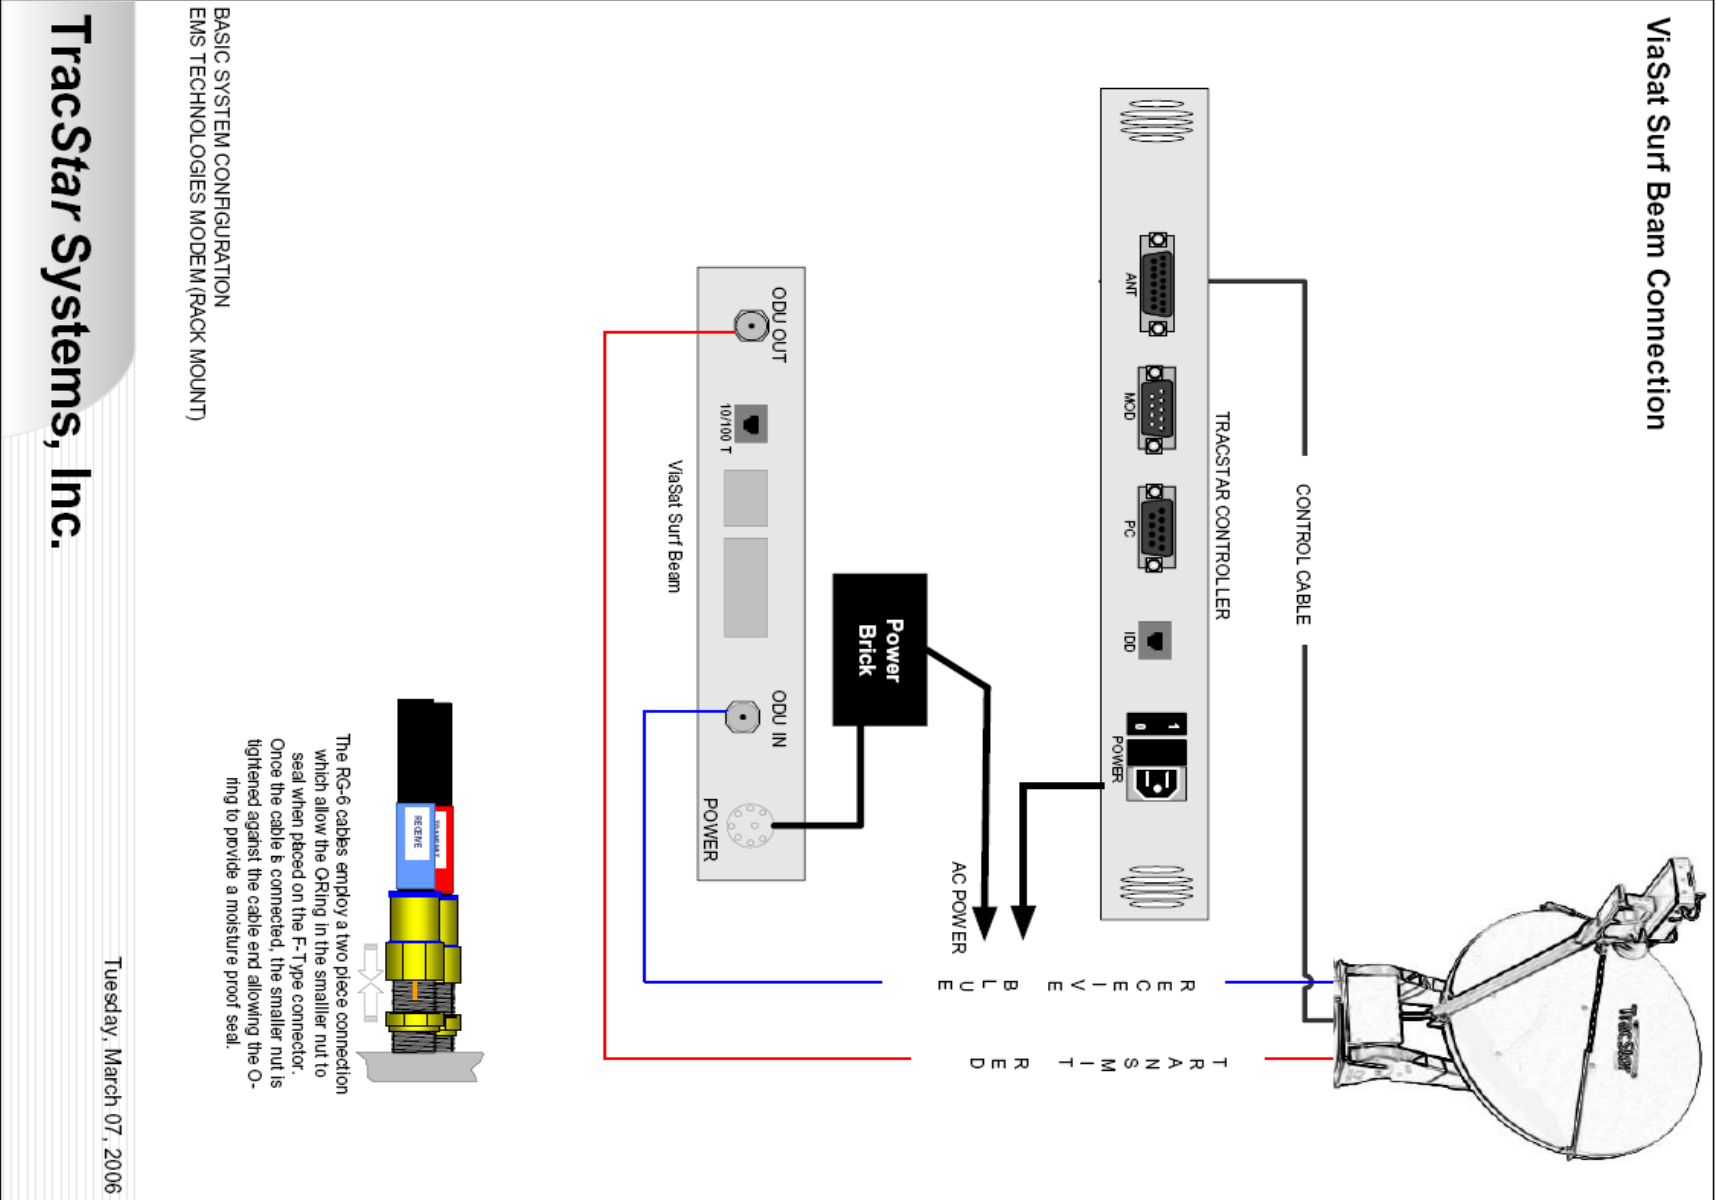 ViaSat Surf Beam Connection
CONTROL CABLE
TRACSTAR CONTROLLER
ANT
MOD
PC
IDD
1
0
POWER
TracStar
Power
Brick
AC POWER
RECEIVE
BLUE
TRANSMIT
RED
ODU OUT
10/100 T
ODU IN
POWER
ViaSat Surf Beam
TRANSMIT
RECEIVE
The RG-6 cables employ a two piece connection
which allow the O-Ring in the smaller nut to
seal when placed on the F-Type connector.
Once the cable is connected, the smaller nut is
tightened against the cable end allowing the O-
ring to provide a moisture proof seal.
BASIC SYSTEM CONFIGURATION
EMS TECHNOLOGIES MODEM (RACK MOUNT)
TracStar Systems, Inc.
Tuesday, March 07, 2006